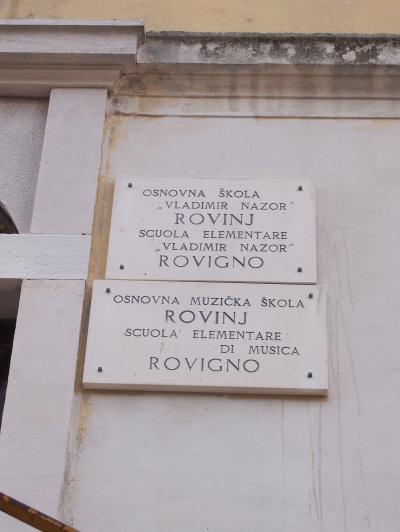 OSNOVNA ŠKOLA
„VLADIMIR NAZOR"
ROVINJ
SCUOLA ELEMENTARE
„VLADIMIR NAZOR"
ROVIGNO
OSNOVNA MUZIČKA ŠKOLA
ROVINJ
SCUOLA ELEMENTARE
DI MUSICA
ROVIGNO